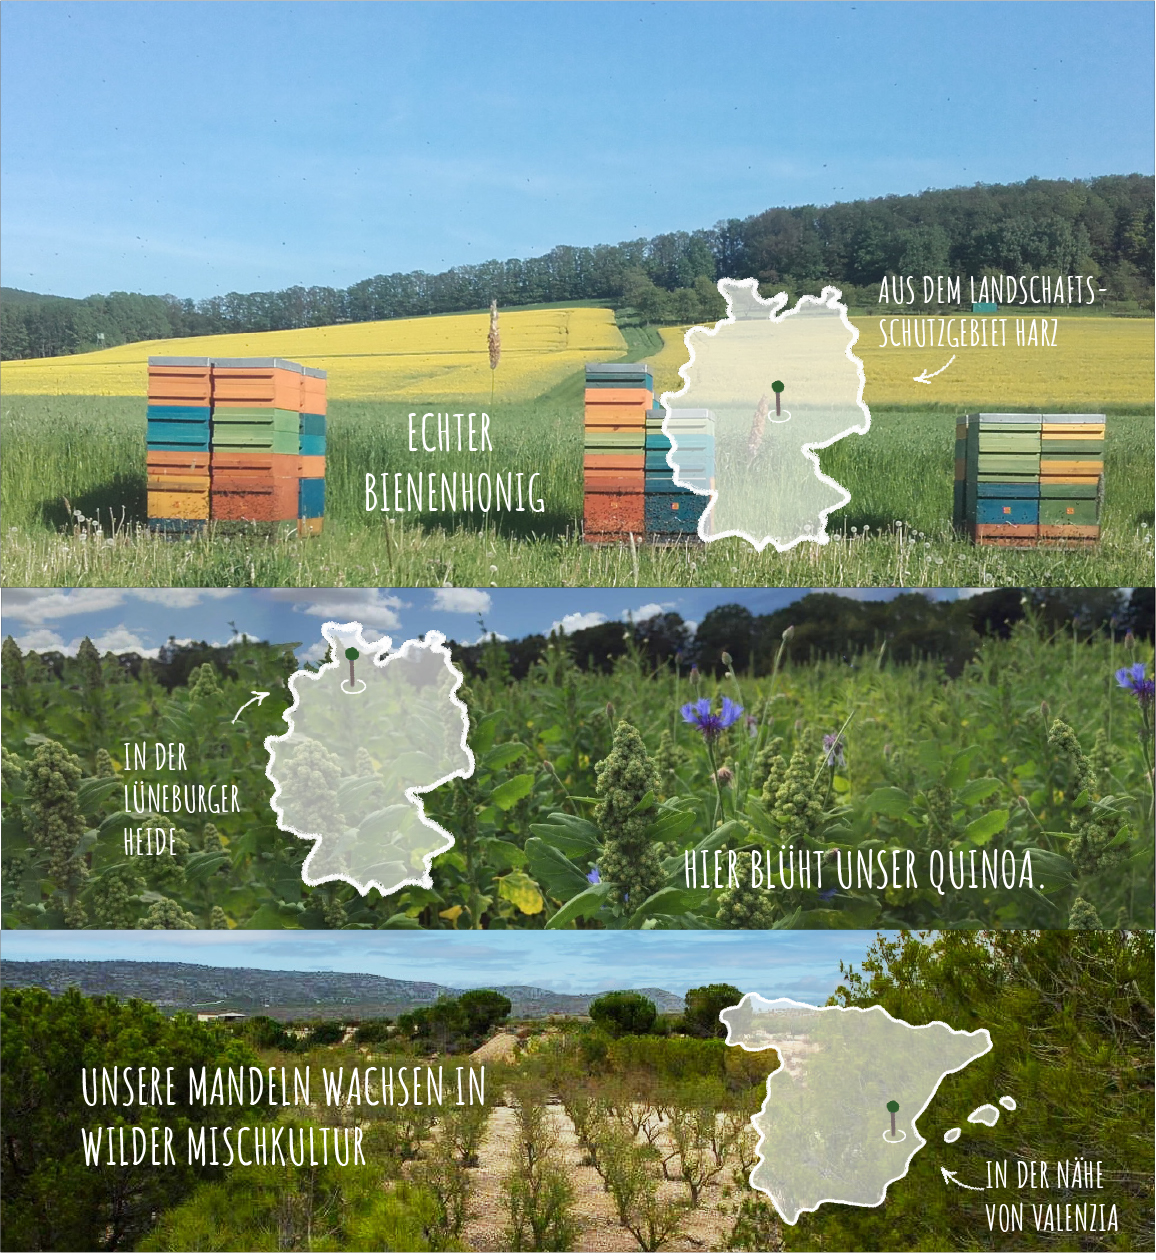 AUS DEM LANDSCHAFTS-
SCHUTZGEBIET HARZ
ECHTER
BIENENHONIG
IN DER
LÜNEBURGER
HEIDE
HIER BLÜHT UNSER QUINOA.
UNSERE MANDELN WACHSEN IN
WILDER MISCHKULTUR
IN DER NÄHE
VON VALENZIA